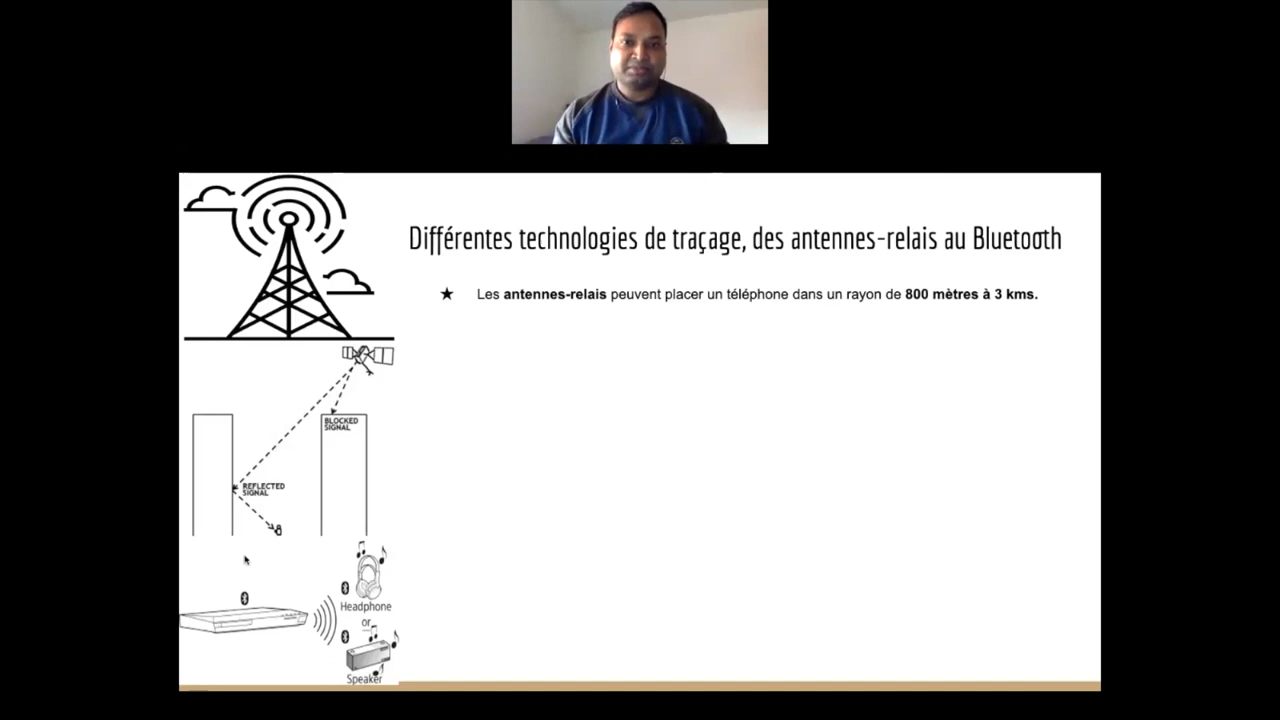 Différentes technologies de traçage, des antennes-relais au Bluetooth
★ Les antennes-relais peuvent placer un téléphone dans un rayon de 800 mètres à 3 kms.
BLOCKED
SIGNAL
REFLECTED
SIGNAL
Headphone
or
Speaker